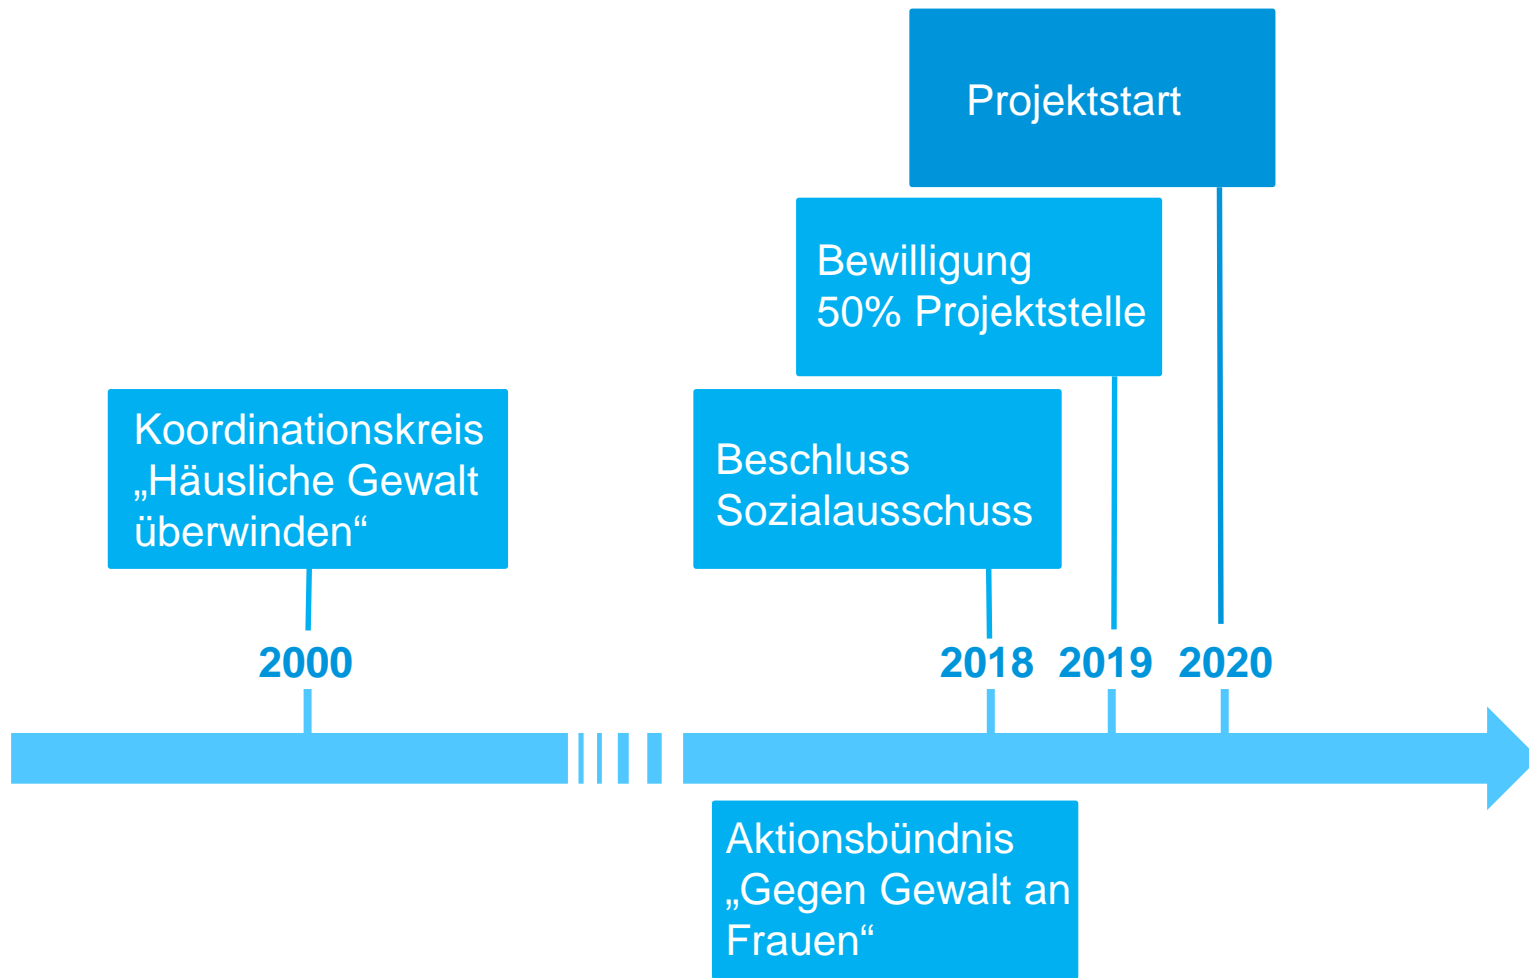 Projektstart
Bewilligung
50% Projektstelle
Koordinationskreis
„Häusliche Gewalt
überwinden“
Beschluss
Sozialausschuss
2000
2018
2019
2020
Aktionsbündnis
„Gegen Gewalt an
Frauen“